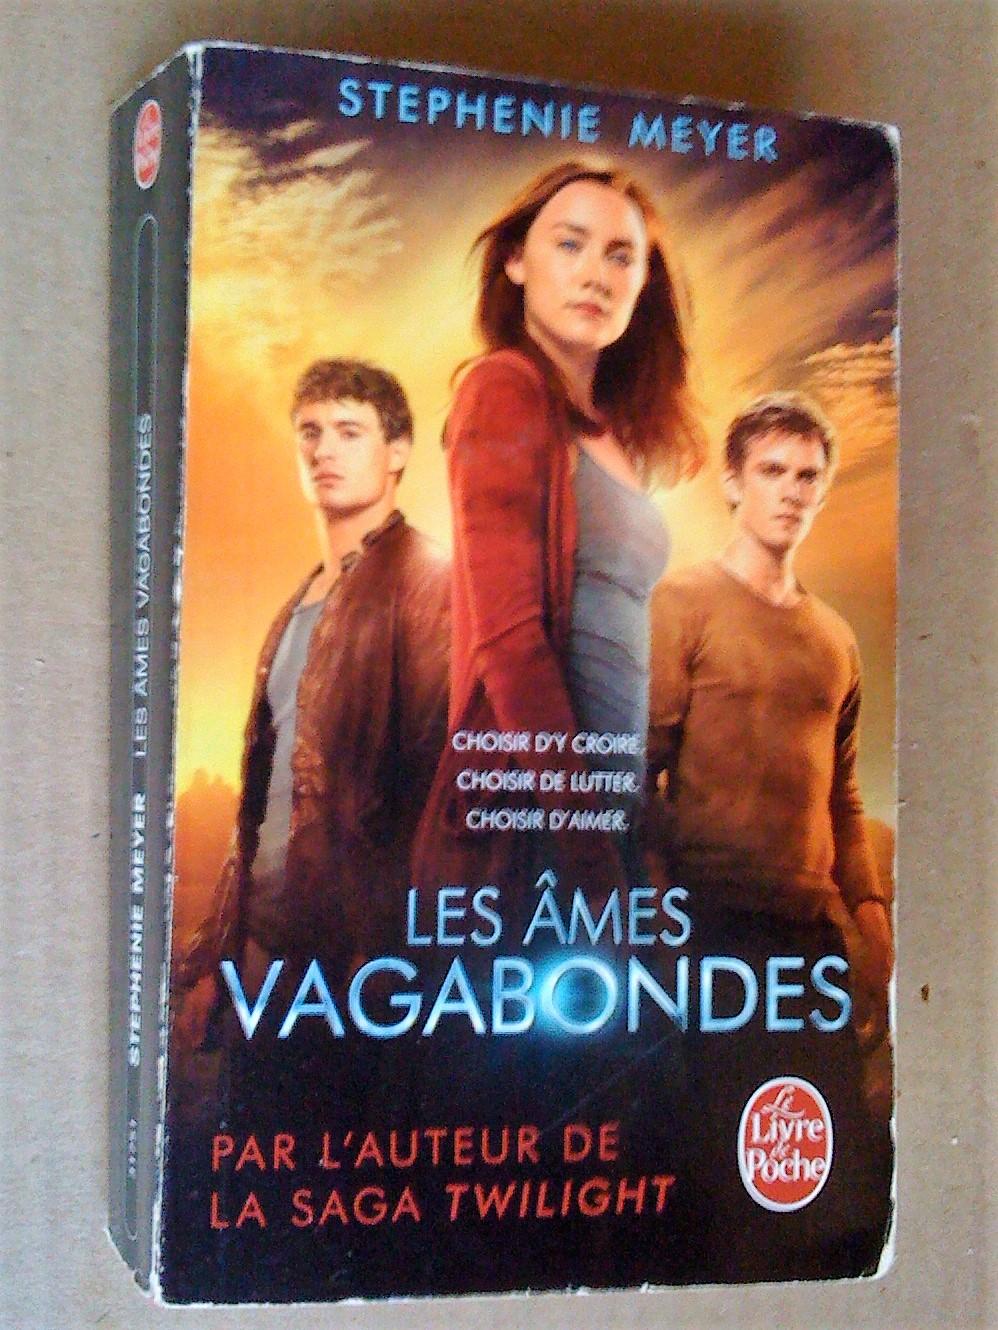 STEPHENIE MEYER
CHOISIR D'Y CROIRE.
CHOISIR DE LUTTER.
CHOISIR D'AIMER.
LES ÂMES
VAGABONDES
PAR L'AUTEUR DE
LA SAGA TWILIGHT
Le
Livre
de
Poche
STEPHENIE MEYER LES ÂMES VAGABONDES